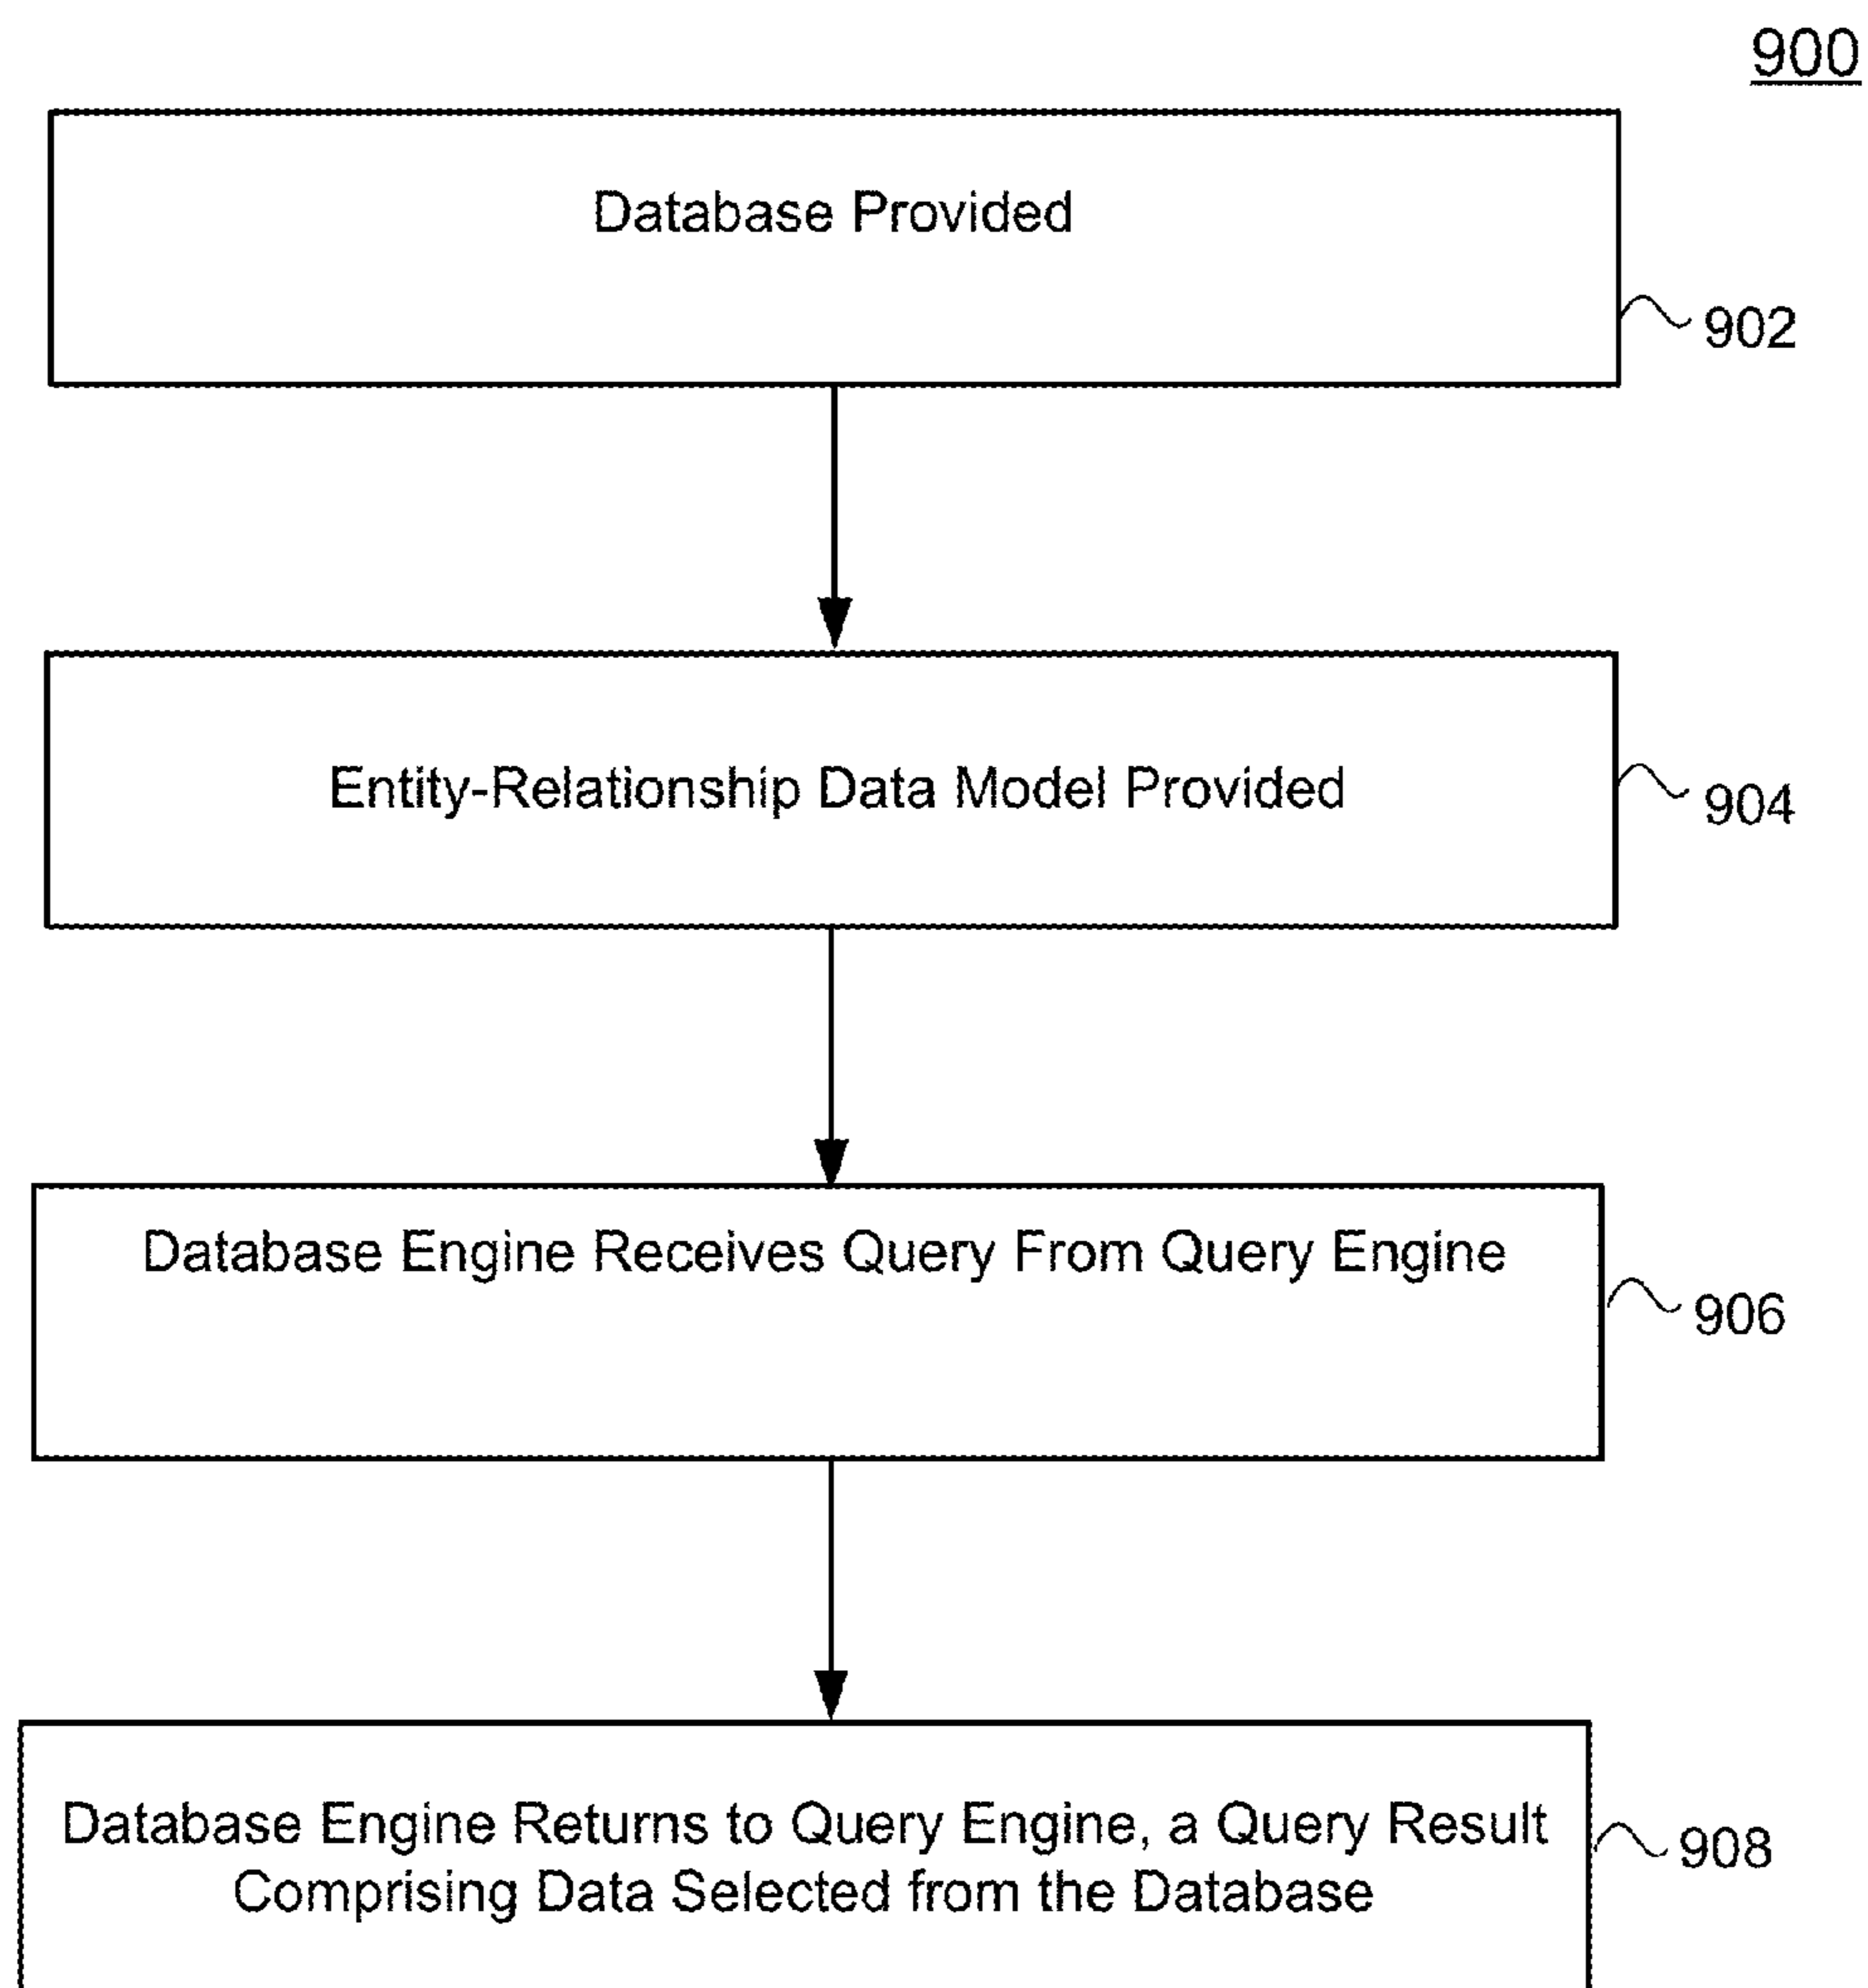 900
Database Provided
902
Entity-Relationship Data Model Provided
904
Database Engine Receives Query From Query Engine
906
Database Engine Returns to Query Engine, a Query Result
Comprising Data Selected from the Database
908